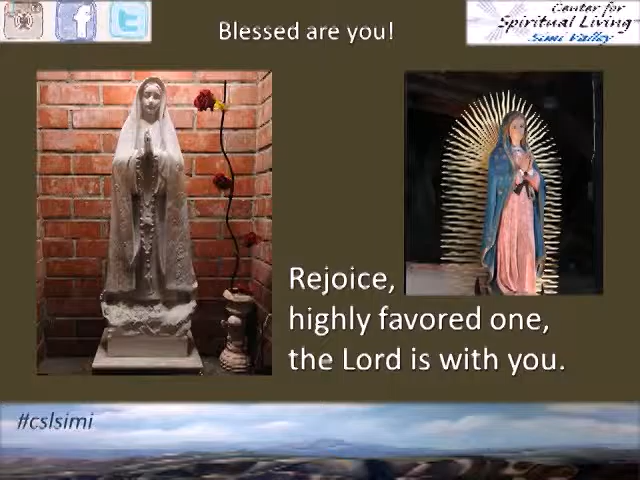 Blessed are you!
Center for
Spiritual Living
Simi Valley
Rejoice,
highly favored one,
the Lord is with you.
#cslsimi